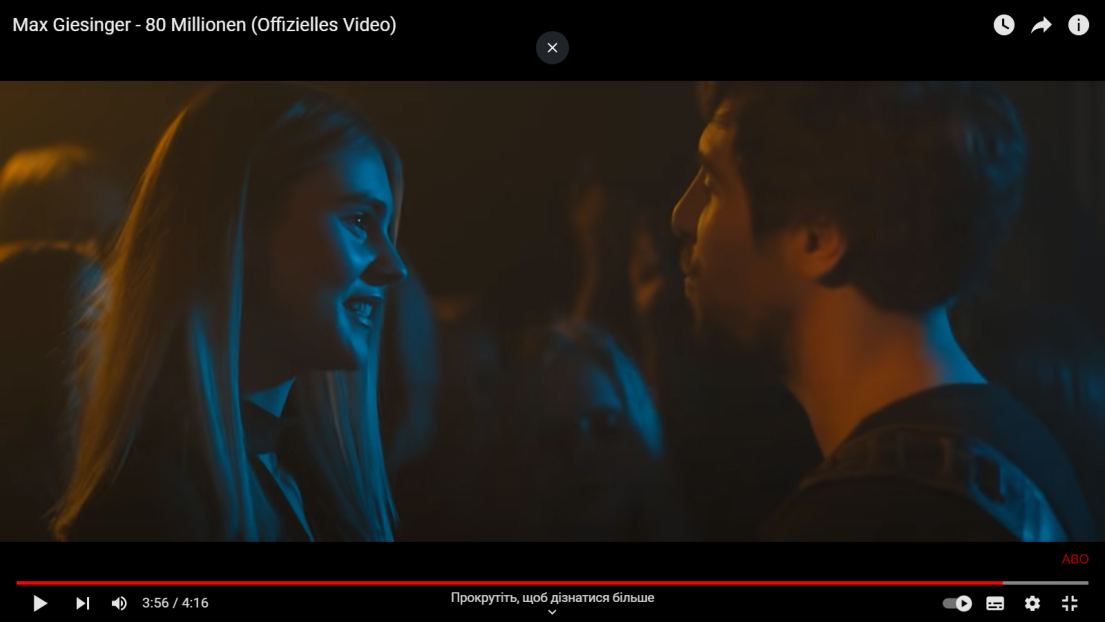 Max Giesinger - 80 Millionen (Offizielles Video)
ABO
3:56 / 4:16
Прокрутіть, щоб дізнатися більше